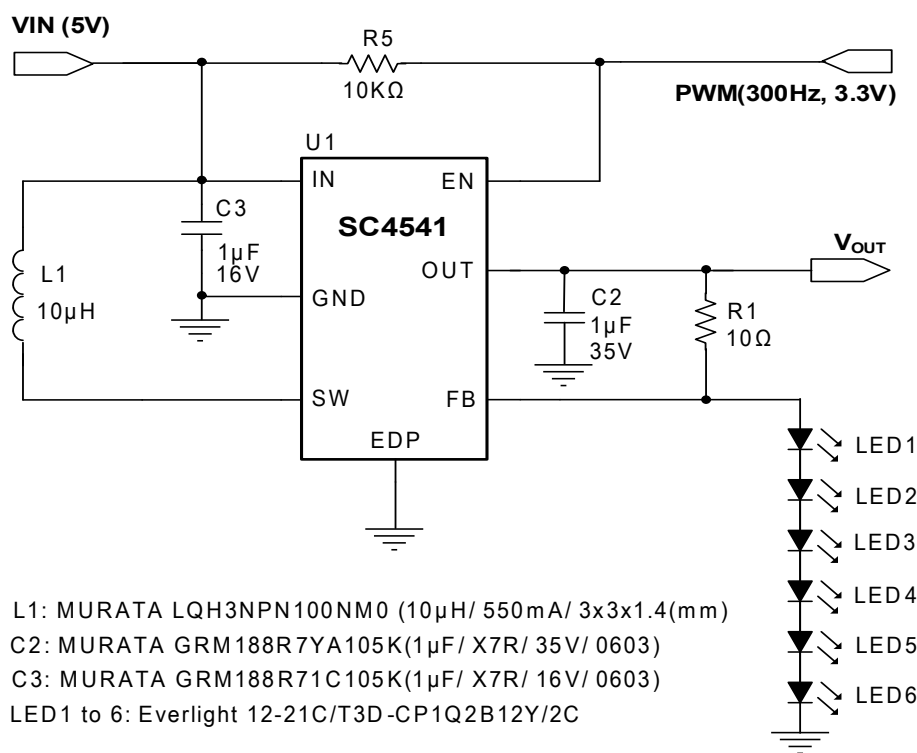 VIN (5V)
R5
10KΩ
PWM(300Hz, 3.3V)
U1
IN
EN
C3
1µF
16V
SC4541
L1
10µH
OUT
VOUT
GND
C2
1µF
35V
R1
10Ω
SW
FB
EDP
LED1
LED2
LED3
LED4
LED5
LED6
L1: MURATA LQH3NPN100NM0 (10µH/ 550mA/ 3x3x1.4(mm)
C2: MURATA GRM188R7YA105K(1µF/ X7R/ 35V/ 0603)
C3: MURATA GRM188R71C105K(1µF/ X7R/ 16V/ 0603)
LED1 to 6: Everlight 12-21C/T3D-CP1Q2B12Y/2C